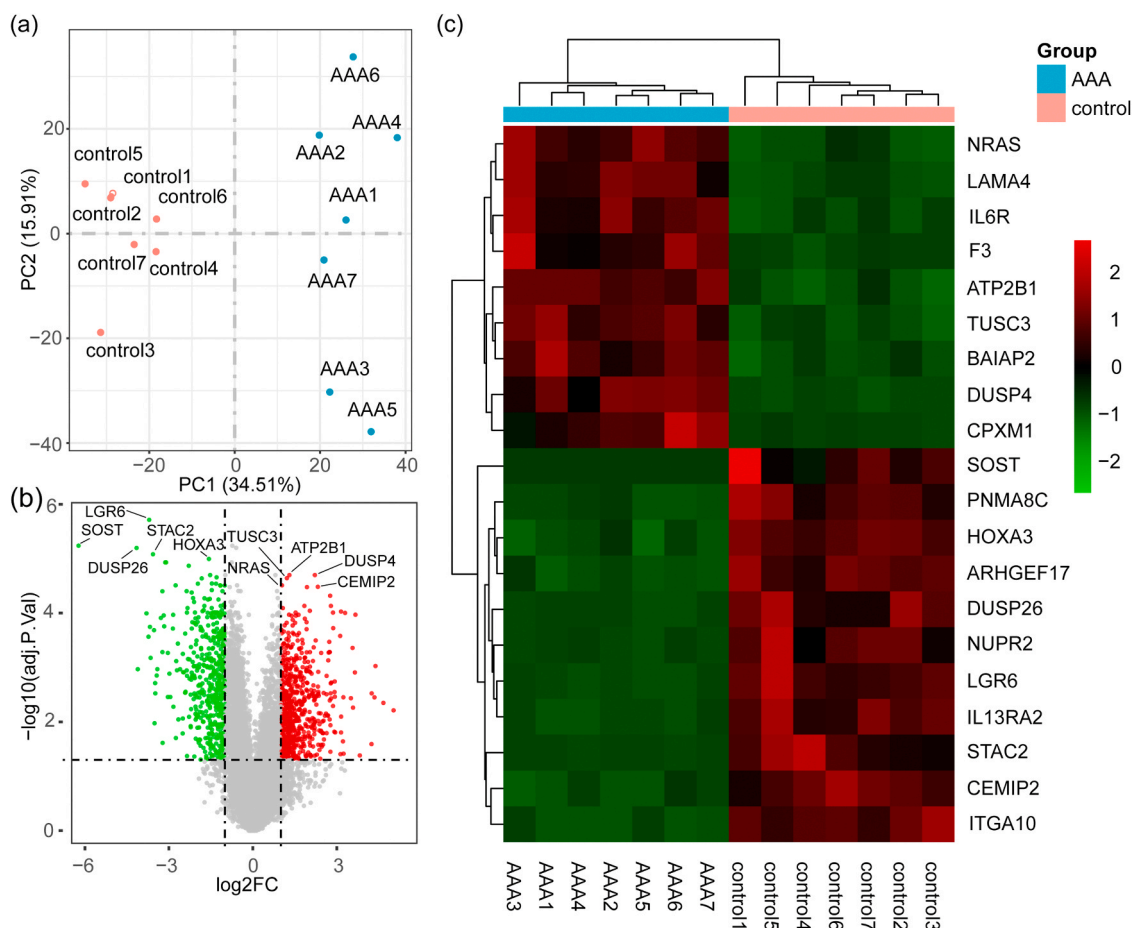 (a)
20
0
−20
−40
PC2 (15.91%)
AAA6
AAA4
AAA2
control5
control1
control6
control2
AAA1
control7
control4
AAA7
control3
AAA3
AAA5
−20
0
20
40
PC1 (34.51%)
(b)
6
4
2
0
−log10(adj.P.Val)
LGR6
SOST
STAC2
DUSP26
HOXA3
TUSC3
ATP2B1
NRAS
DUSP4
CEMIP2
−6
−3
0
3
log2FC
(c)
Group
AAA
control
NRAS
LAMA4
IL6R
F3
ATP2B1
TUSC3
BAIAP2
DUSP4
CPXM1
SOST
PNMA8C
HOXA3
ARHGEF17
DUSP26
NUPR2
LGR6
IL13RA2
STAC2
CEMIP2
ITGA10
2
1
0
−1
−2
AAA3
AAA1
AAA4
AAA2
AAA5
AAA6
AAA7
control1
control5
control4
control6
control7
control2
control3